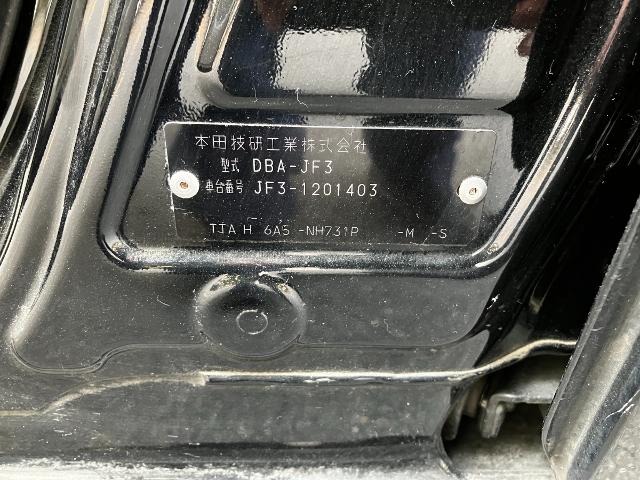 本田技研工業株式会社
型式 DBA-JF3
車台番号 JF3-1201403
TJA H 6A5 -NH731P -M -S